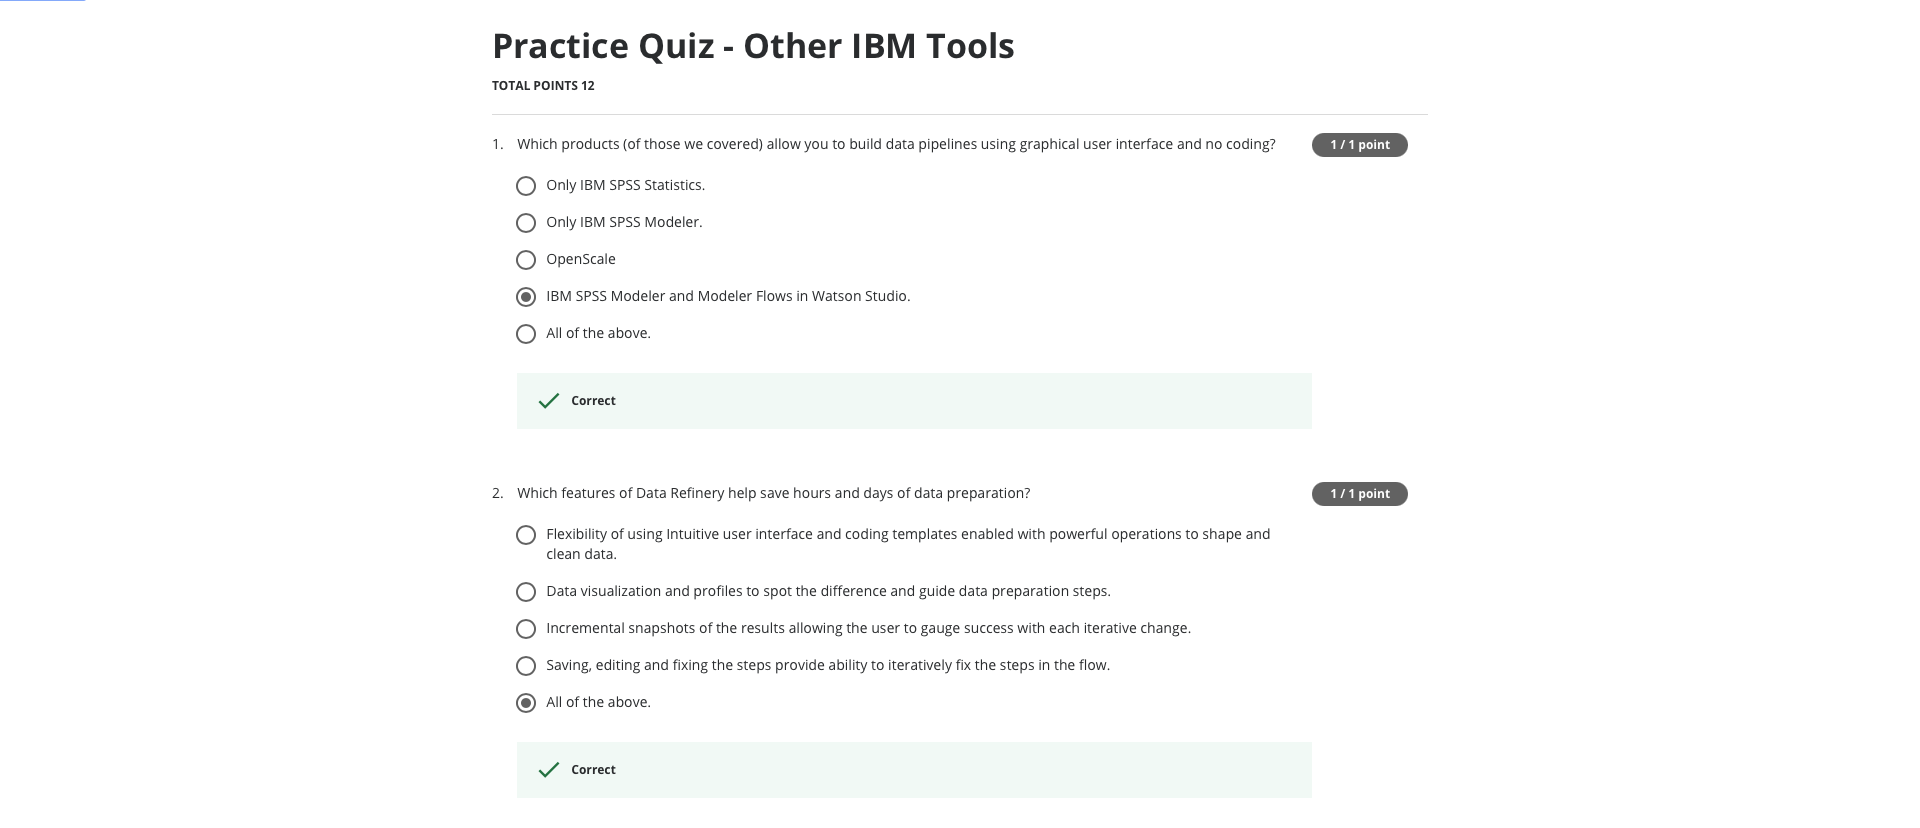 Practice Quiz - Other IBM Tools
TOTAL POINTS 12
1. Which products (of those we covered) allow you to build data pipelines using graphical user interface and no coding?
1 / 1 point
Only IBM SPSS Statistics.
Only IBM SPSS Modeler.
OpenScale
IBM SPSS Modeler and Modeler Flows in Watson Studio.
All of the above.
Correct
2. Which features of Data Refinery help save hours and days of data preparation?
1 / 1 point
Flexibility of using Intuitive user interface and coding templates enabled with powerful operations to shape and
clean data.
Data visualization and profiles to spot the difference and guide data preparation steps.
Incremental snapshots of the results allowing the user to gauge success with each iterative change.
Saving, editing and fixing the steps provide ability to iteratively fix the steps in the flow.
All of the above.
Correct